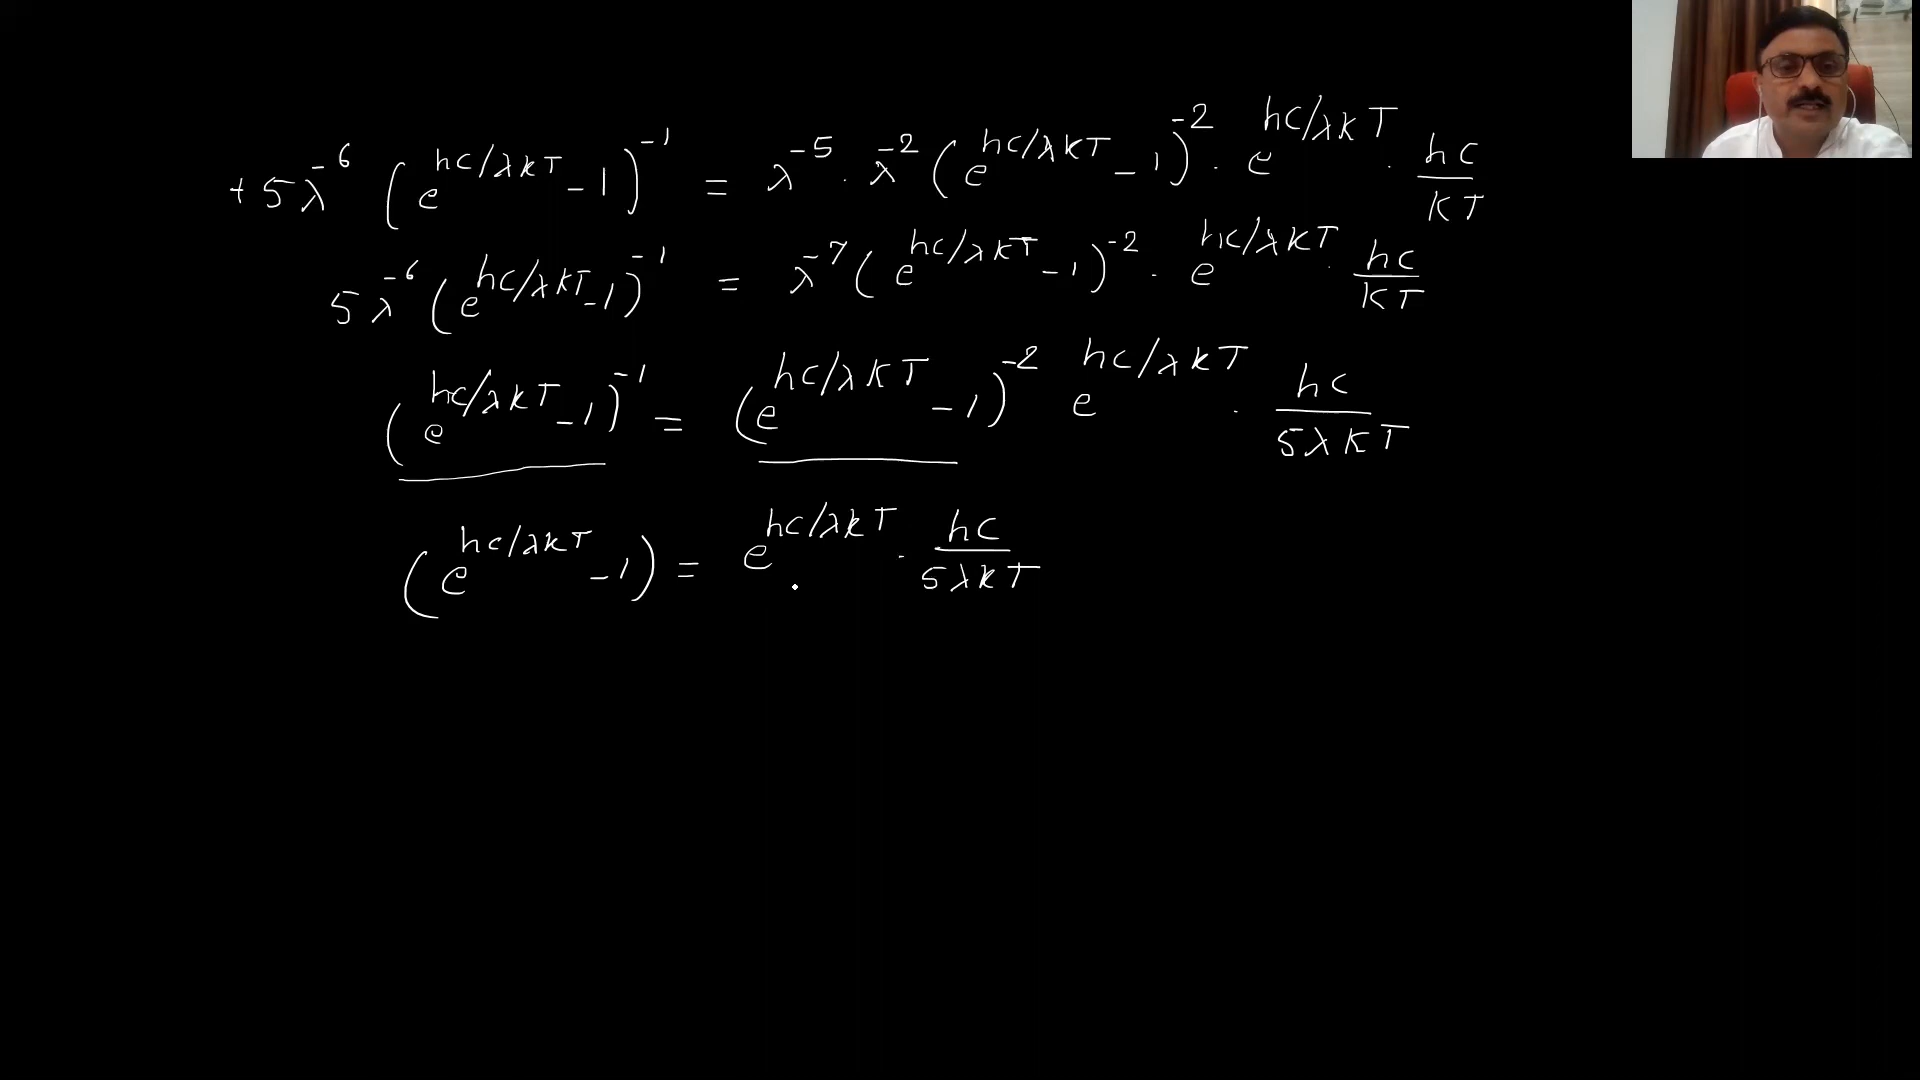 +5λ⁻⁶ (e^{hc/λkT} - 1)⁻¹ = λ⁻⁵ · λ⁻² (e^{hc/λkT} - 1)⁻² · e^{hc/λkT} · hc/kT
5λ⁻⁶ (e^{hc/λkT} - 1)⁻¹ = λ⁻⁷ (e^{hc/λkT} - 1)⁻² · e^{hc/λkT} · hc/kT
(e^{hc/λkT} - 1)⁻¹ = (e^{hc/λkT} - 1)⁻² e^{hc/λkT} · hc/5λkT
(e^{hc/λkT} - 1) = e^{hc/λkT} · hc/5λkT